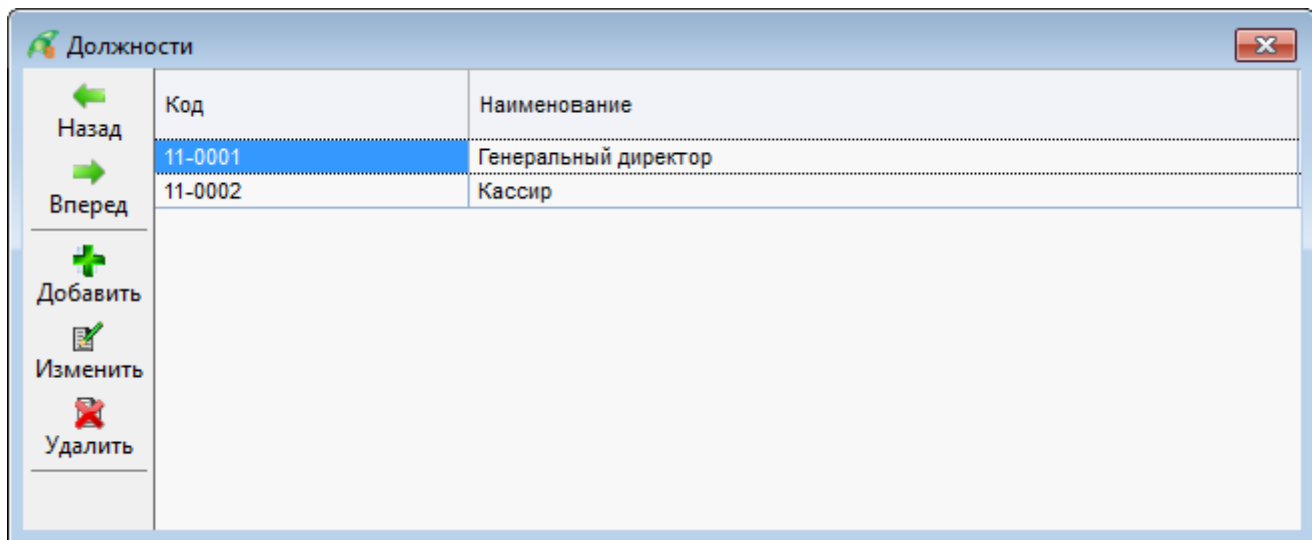 Должности
Код Наименование
11-0001 Генеральный директор
11-0002 Кассир
Назад
Вперед
Добавить
Изменить
Удалить